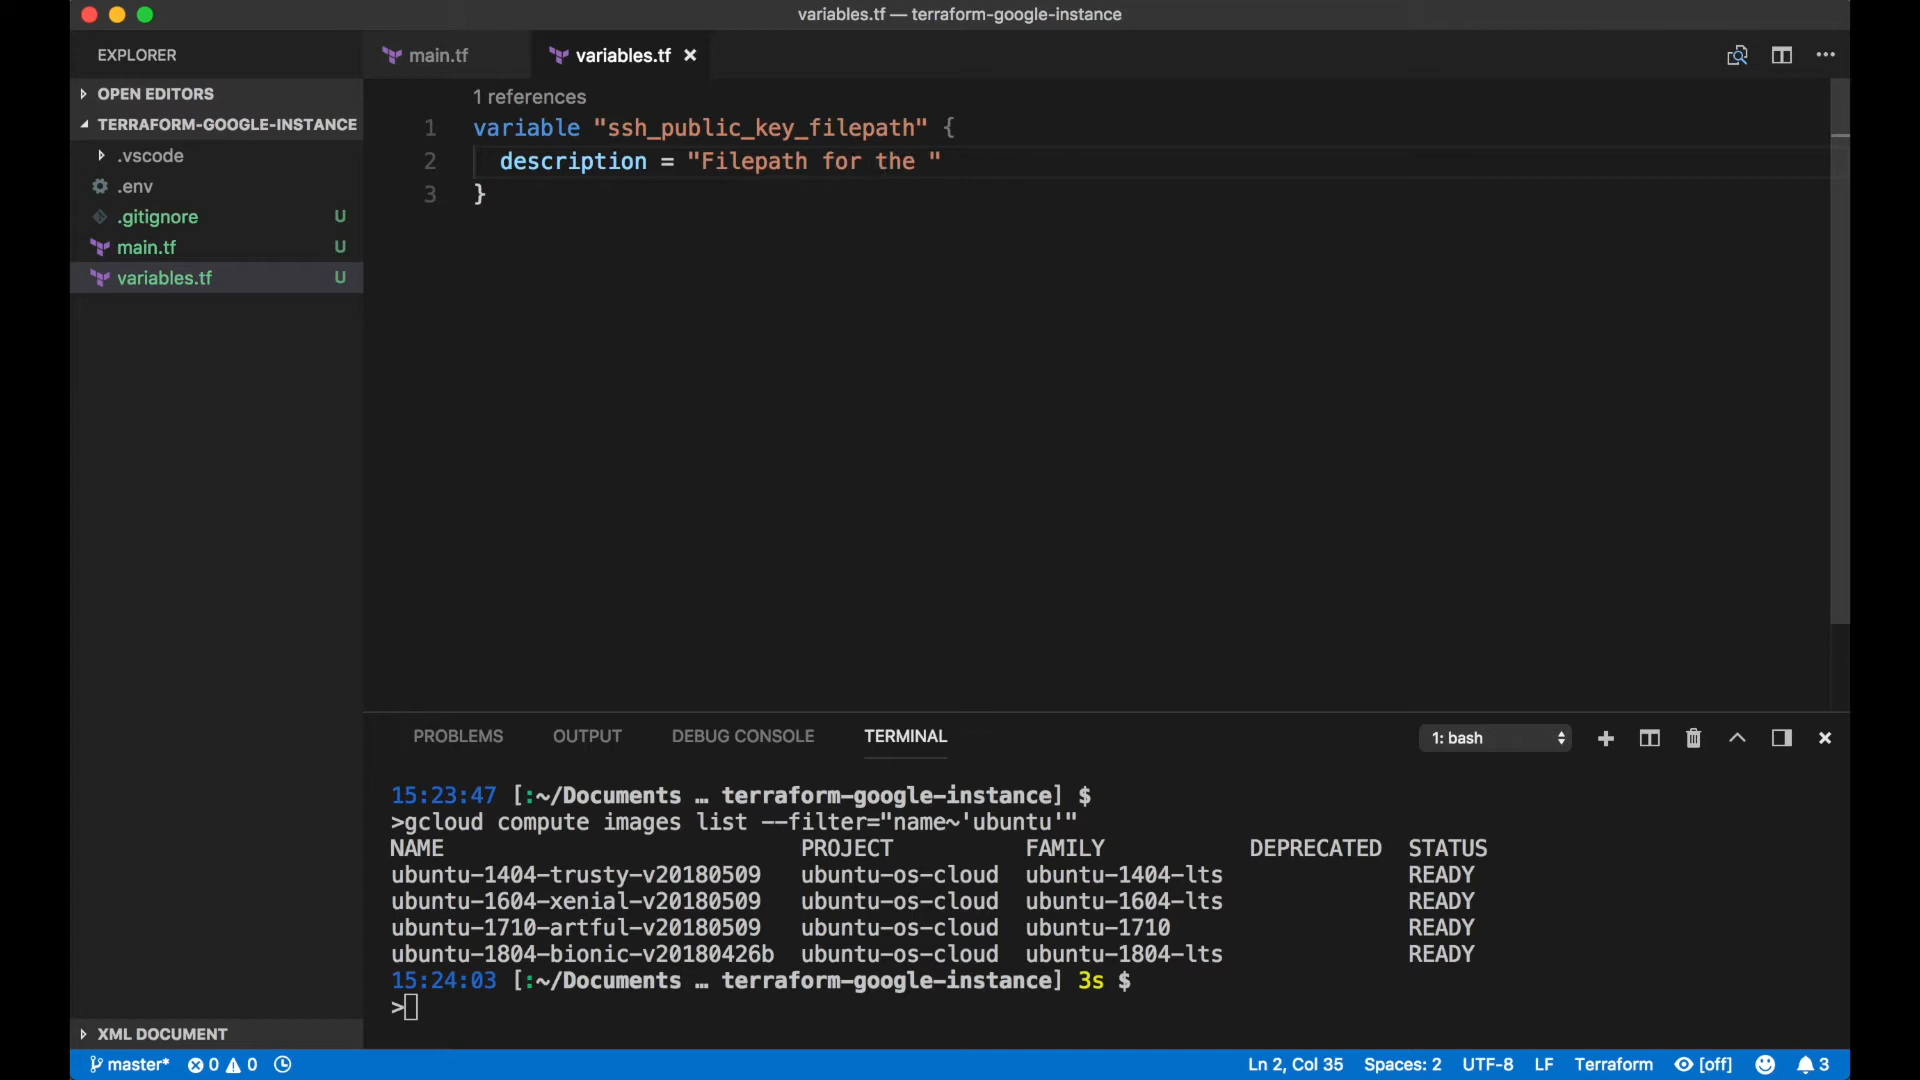 variables.tf — terraform-google-instance
EXPLORER
OPEN EDITORS
TERRAFORM-GOOGLE-INSTANCE
.vscode
.env
.gitignore U
main.tf U
variables.tf U
XML DOCUMENT
main.tf
variables.tf
1 references
1 variable "ssh_public_key_filepath" {
2 description = "Filepath for the "
3 }
PROBLEMS OUTPUT DEBUG CONSOLE TERMINAL 1: bash
15:23:47 [:~/Documents … terraform-google-instance] $
>gcloud compute images list --filter="name~'ubuntu'"
NAME PROJECT FAMILY DEPRECATED STATUS
ubuntu-1404-trusty-v20180509 ubuntu-os-cloud ubuntu-1404-lts READY
ubuntu-1604-xenial-v20180509 ubuntu-os-cloud ubuntu-1604-lts READY
ubuntu-1710-artful-v20180509 ubuntu-os-cloud ubuntu-1710 READY
ubuntu-1804-bionic-v20180426b ubuntu-os-cloud ubuntu-1804-lts READY
15:24:03 [:~/Documents … terraform-google-instance] 3s $
>
master* 0 0 Ln 2, Col 35 Spaces: 2 UTF-8 LF Terraform [off] 3